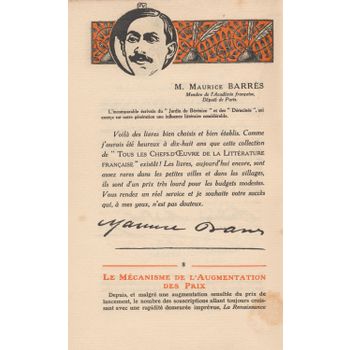 M. Maurice BARRÈS
Membre de l'Académie française,
Député de Paris.
L'incomparable écrivain du "Jardin de Bérénice" et des "Déracinés", qui
exerça sur notre génération une influence littéraire considérable.
Voilà des livres bien choisis et bien établis. Comme
j'aurais été heureux à dix-huit ans que cette collection
de "TOUS LES CHEFS-D'ŒUVRE DE LA LITTÉRATURE
FRANÇAISE" existât! Les livres, aujourd'hui encore, sont
assez rares dans les petites villes et dans les villages,
ils sont d'un prix très lourd pour les budgets modestes.
Vous rendez un réel service et je souhaite votre succès
qui, à mes yeux, n'est pas douteux.
Maurice Barrès
8
LE MÉCANISME DE L'AUGMENTATION
DES PRIX
Depuis, et malgré une augmentation sensible du prix de
lancement, le nombre des souscriptions allant toujours crois-
sant avec une rapidité demeurée imprévue, La Renaissance